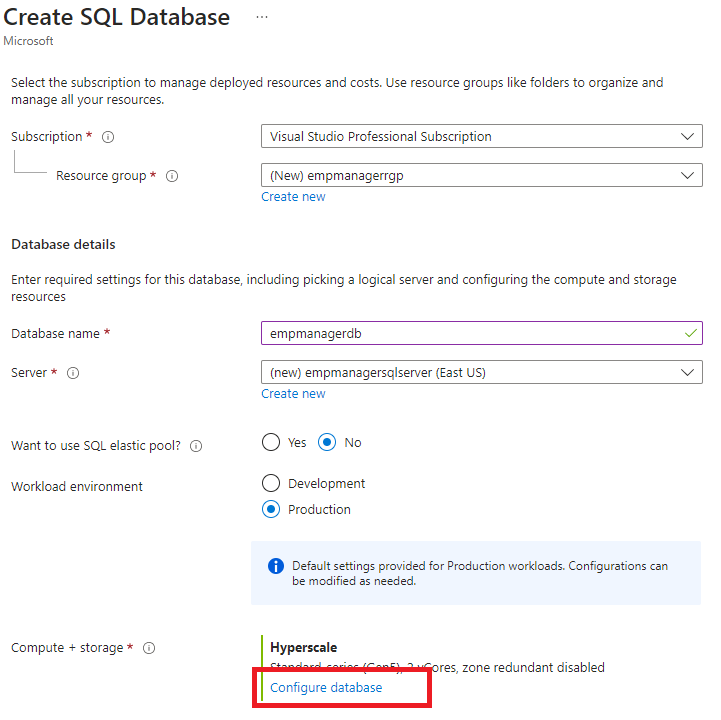 Create SQL Database ...
Microsoft
Select the subscription to manage deployed resources and costs. Use resource groups like folders to organize and
manage all your resources.
Subscription *
Visual Studio Professional Subscription
Resource group *
(New) empmanagerrgp
Create new
Database details
Enter required settings for this database, including picking a logical server and configuring the compute and storage
resources
Database name *
empmanagerdb
Server *
(new) empmanagersqlserver (East US)
Create new
Want to use SQL elastic pool?
Yes No
Workload environment
Development
Production
Default settings provided for Production workloads. Configurations can
be modified as needed.
Compute + storage *
Hyperscale
Standard-series (Gen5), 2 vCores, zone redundant disabled
Configure database